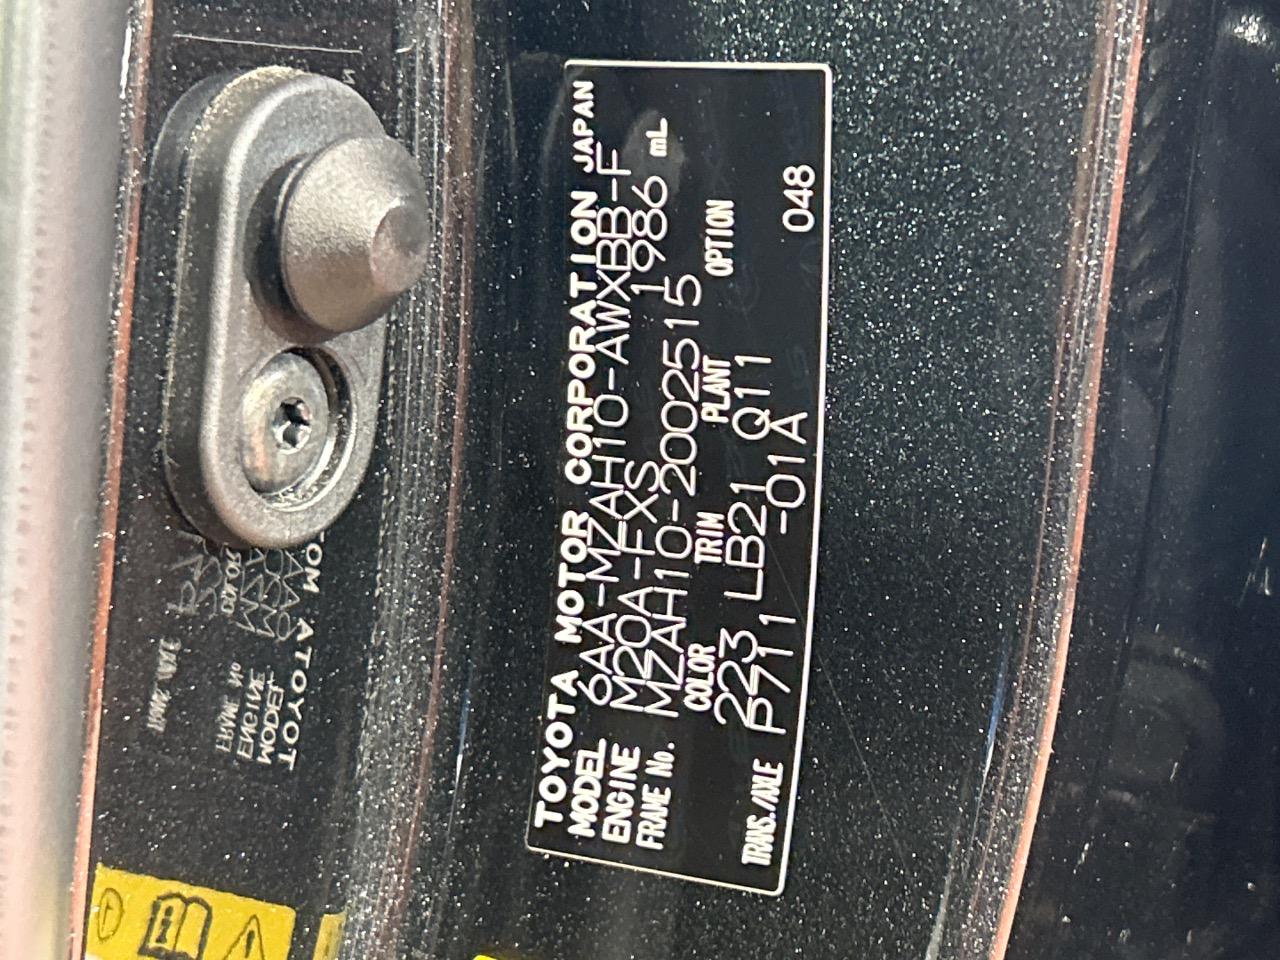 TOYOTA MOTOR CORPORATION JAPAN
MODEL 6AA-MZAH10-AWXBB-F
ENGINE M20A-FXS 1986 mL
FRAME No. MZAH10-2002515
COLOR TRIM PLANT OPTION
223 LB21 Q11
TRANS./AXLE P711 -01A 048